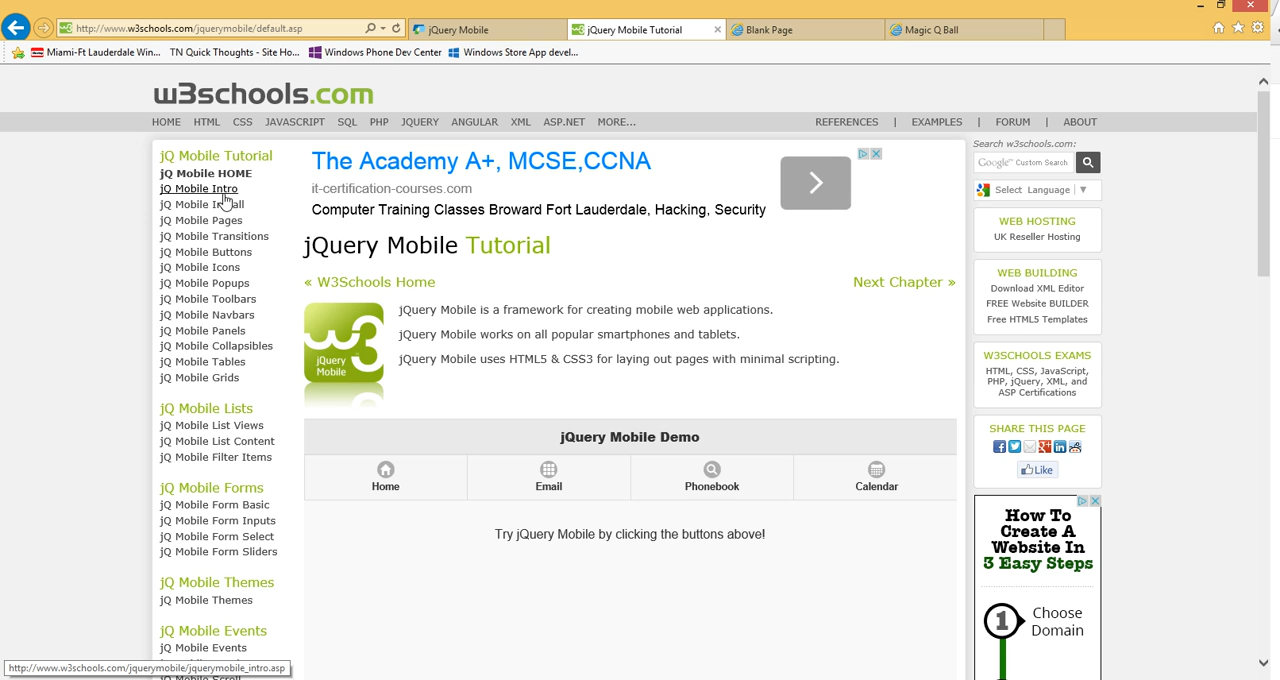 http://www.w3schools.com/jquerymobile/default.asp
jQuery Mobile
jQuery Mobile Tutorial
Blank Page
Magic Q Ball
Miami-Ft Lauderdale Win...
TN Quick Thoughts - Site Ho...
Windows Phone Dev Center
Windows Store App devel...
w3schools.com
HOME HTML CSS JAVASCRIPT SQL PHP JQUERY ANGULAR XML ASP.NET MORE...
REFERENCES | EXAMPLES | FORUM | ABOUT
jQ Mobile Tutorial
jQ Mobile HOME
jQ Mobile Intro
jQ Mobile
jQ Mobile Pages
jQ Mobile Transitions
jQ Mobile Buttons
jQ Mobile Icons
jQ Mobile Popups
jQ Mobile Toolbars
jQ Mobile Navbars
jQ Mobile Panels
jQ Mobile Collapsibles
jQ Mobile Tables
jQ Mobile Grids
jQ Mobile Lists
jQ Mobile List Views
jQ Mobile List Content
jQ Mobile Filter Items
jQ Mobile Forms
jQ Mobile Form Basic
jQ Mobile Form Inputs
jQ Mobile Form Select
jQ Mobile Form Sliders
jQ Mobile Themes
jQ Mobile Themes
jQ Mobile Events
jQ Mobile Events
http://www.w3schools.com/jquerymobile/jquerymobile_intro.asp
The Academy A+, MCSE,CCNA
it-certification-courses.com
Computer Training Classes Broward Fort Lauderdale, Hacking, Security
jQuery Mobile Tutorial
« W3Schools Home
Next Chapter »
w3
jQuery
Mobile
jQuery Mobile is a framework for creating mobile web applications.
jQuery Mobile works on all popular smartphones and tablets.
jQuery Mobile uses HTML5 & CSS3 for laying out pages with minimal scripting.
jQuery Mobile Demo
Home
Email
Phonebook
Calendar
Try jQuery Mobile by clicking the buttons above!
Search w3schools.com:
Google™ Custom Search
Select Language | ▼
WEB HOSTING
UK Reseller Hosting
WEB BUILDING
Download XML Editor
FREE Website BUILDER
Free HTML5 Templates
W3SCHOOLS EXAMS
HTML, CSS, JavaScript,
PHP, jQuery, XML, and
ASP Certifications
SHARE THIS PAGE
Like
How To
Create A
Website In
3 Easy Steps
1
Choose
Domain